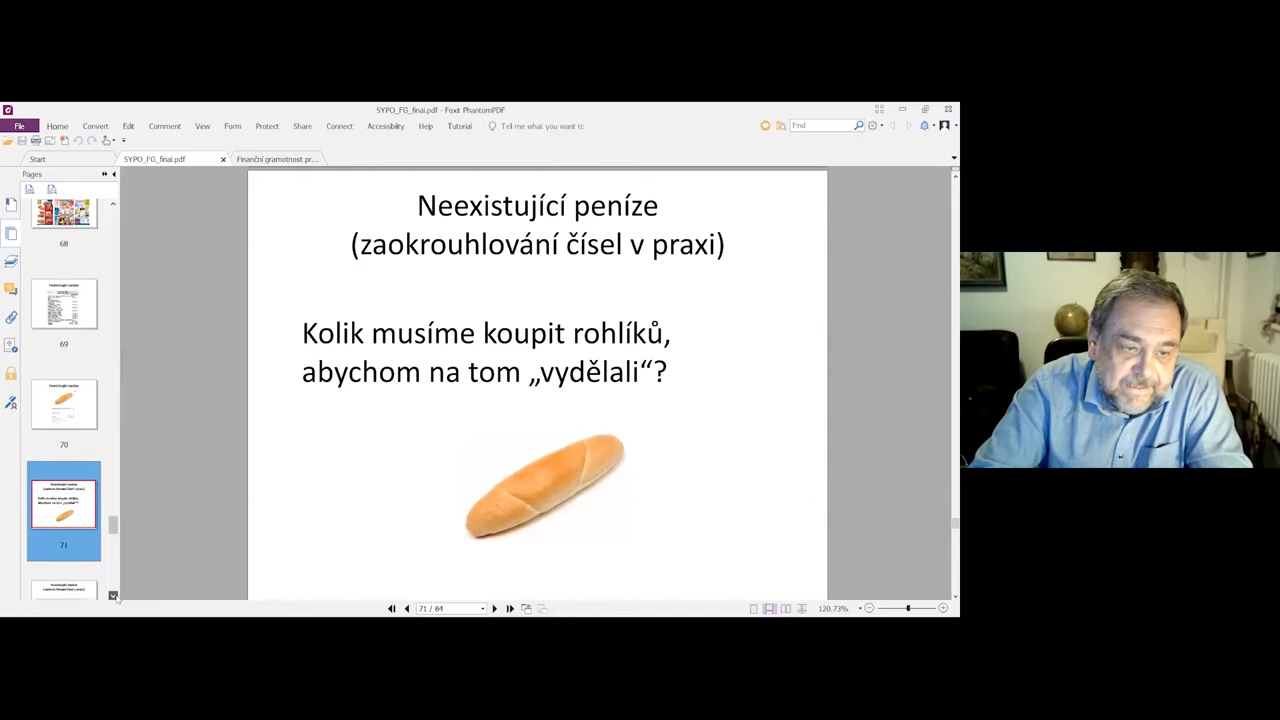 SYPO_FG_final.pdf - Foxit PhantomPDF
File Home Convert Edit Comment View Form Protect Share Connect Accessibility Help Tutorial Tell me what you want tc
Find
Start SYPO_FG_final.pdf Finanční gramotnost pr...
Pages
68
69
70
71
Neexistující peníze
(zaokrouhlování čísel v praxi)
Kolik musíme koupit rohlíků,
abychom na tom „vydělali“?
71 / 84
120.73%